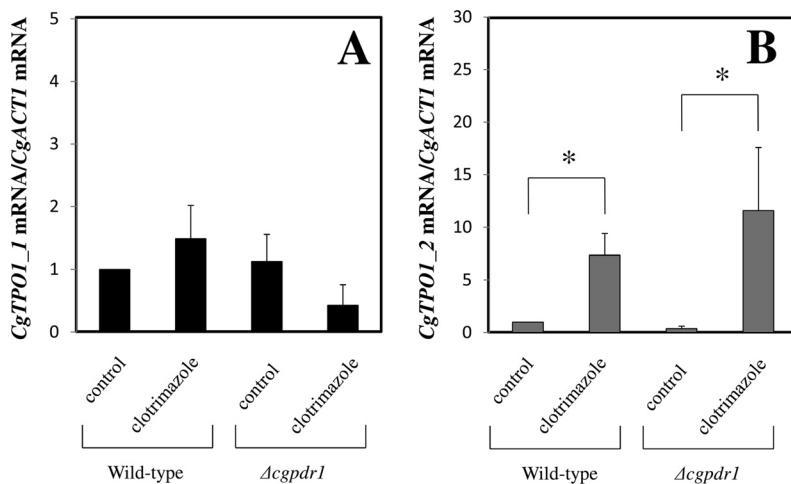 CgTPO1_1 mRNA/CgACT1 mRNA
5
4
3
2
1
0
A
control
clotrimazole
control
clotrimazole
Wild-type
Δcgpdr1
CgTPO1_2 mRNA/CgACT1 mRNA
30
25
20
15
10
5
0
B
*
*
control
clotrimazole
control
clotrimazole
Wild-type
Δcgpdr1